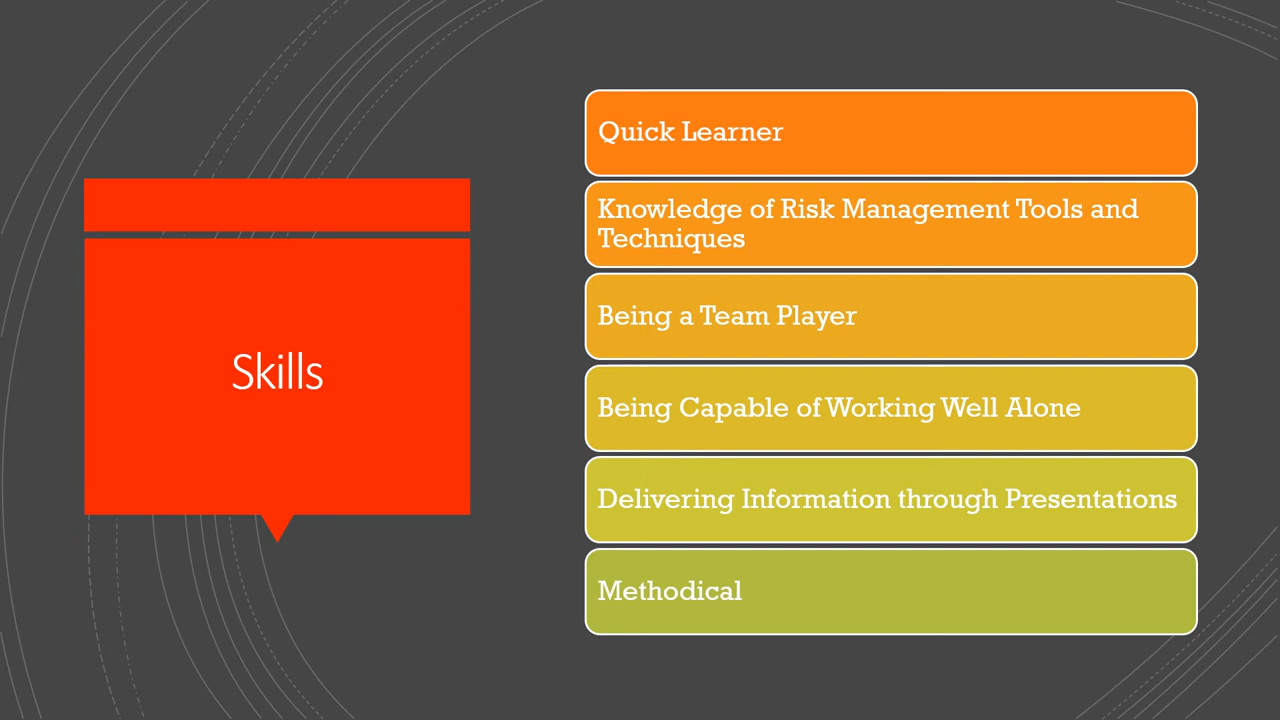 Skills
Quick Learner
Knowledge of Risk Management Tools and
Techniques
Being a Team Player
Being Capable of Working Well Alone
Delivering Information through Presentations
Methodical